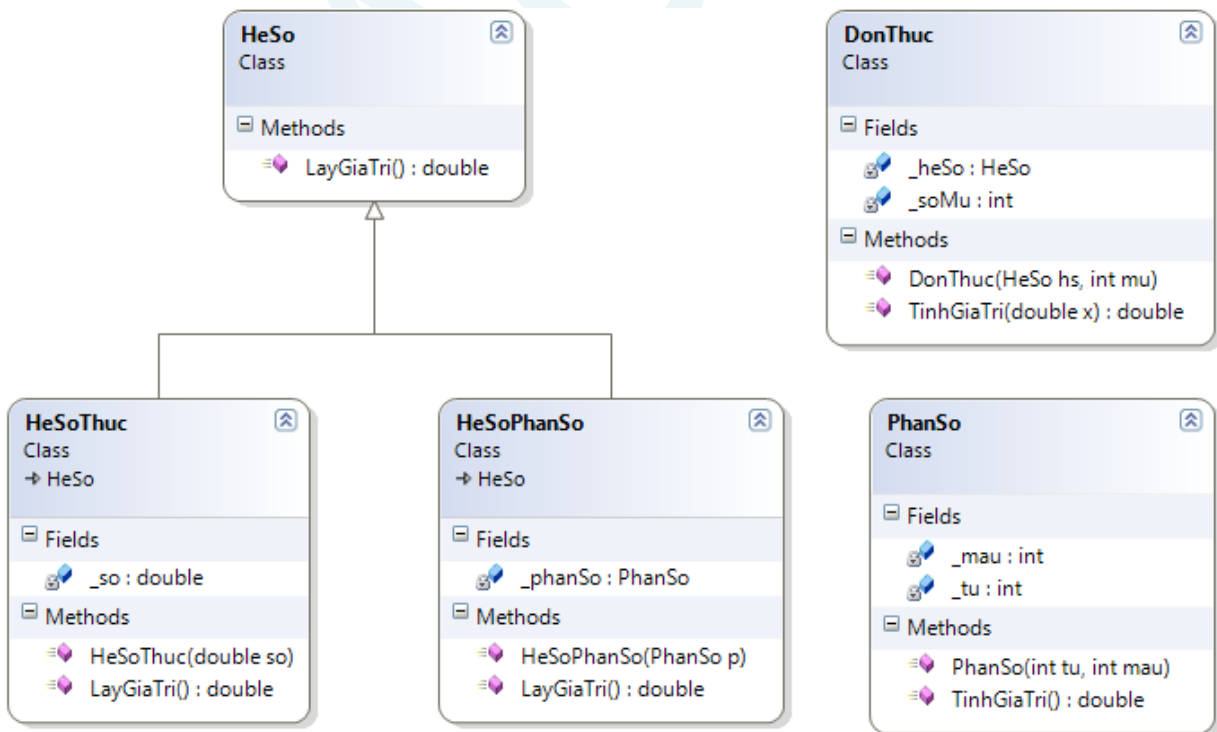 HeSo
Class
Methods
LayGiaTri() : double
DonThuc
Class
Fields
_heSo : HeSo
_soMu : int
Methods
DonThuc(HeSo hs, int mu)
TinhGiaTri(double x) : double
HeSoThuc
Class
HeSo
Fields
_so : double
Methods
HeSoThuc(double so)
LayGiaTri() : double
HeSoPhanSo
Class
HeSo
Fields
_phanSo : PhanSo
Methods
HeSoPhanSo(PhanSo p)
LayGiaTri() : double
PhanSo
Class
Fields
_mau : int
_tu : int
Methods
PhanSo(int tu, int mau)
TinhGiaTri() : double